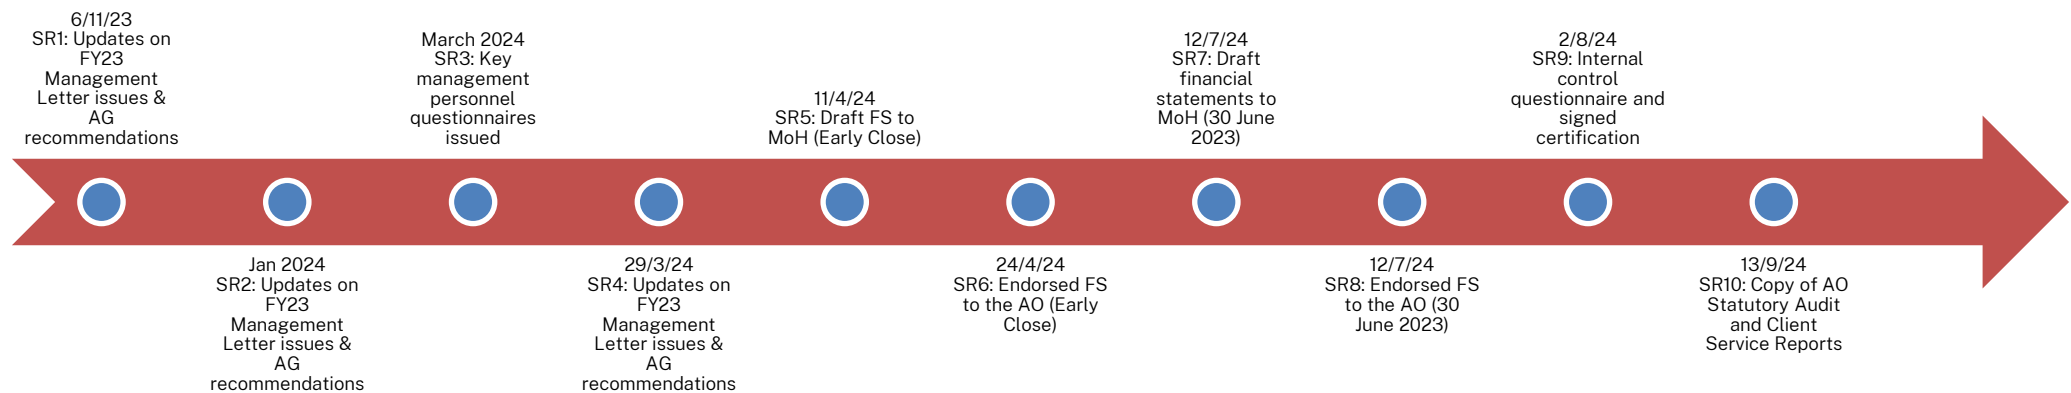 6/11/23
SR1: Updates on
FY23
Management
Letter issues &
AG
recommendations
Jan 2024
SR2: Updates on
FY23
Management
Letter issues &
AG
recommendations
March 2024
SR3: Key
management
personnel
questionnaires
issued
29/3/24
SR4: Updates on
FY23
Management
Letter issues &
AG
recommendations
11/4/24
SR5: Draft FS to
MoH (Early Close)
24/4/24
SR6: Endorsed FS
to the AO (Early
Close)
12/7/24
SR7: Draft
financial
statements to
MoH (30 June
2023)
12/7/24
SR8: Endorsed FS
to the AO (30
June 2023)
2/8/24
SR9: Internal
control
questionnaire and
signed
certification
13/9/24
SR10: Copy of AO
Statutory Audit
and Client
Service Reports